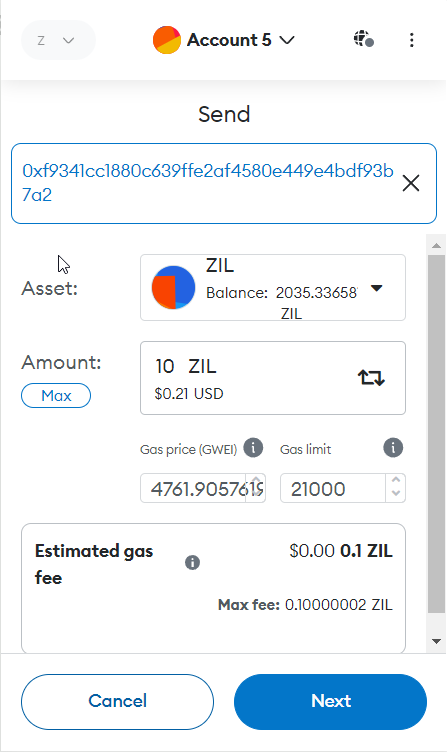 Z
Account 5
Send
0xf9341cc1880c639ffe2af4580e449e4bdf93b
7a2
Asset:
ZIL
Balance: 2035.33658
ZIL
Amount:
Max
10 ZIL
$0.21 USD
Gas price (GWEI)
Gas limit
4761.9057619
21000
Estimated gas
fee
$0.00 0.1 ZIL
Max fee: 0.10000002 ZIL
Cancel
Next